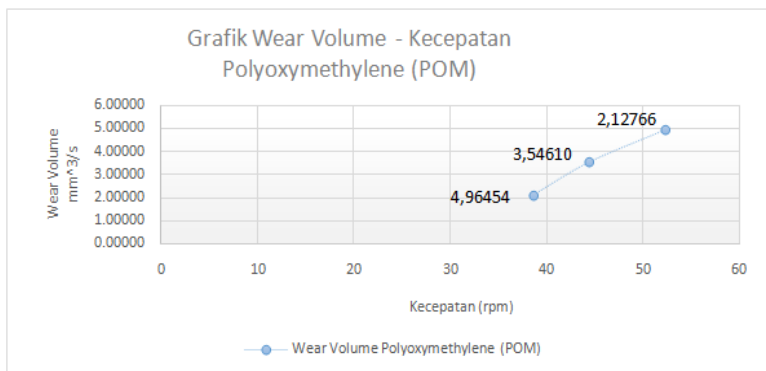 Grafik Wear Volume - Kecepatan
Polyoxymethylene (POM)
Wear Volume
mm^3/s
6.00000
5.00000
4.00000
3.00000
2.00000
1.00000
0.00000
2,12766
3,54610
4,96454
0 10 20 30 40 50 60
Kecepatan (rpm)
Wear Volume Polyoxymethylene (POM)